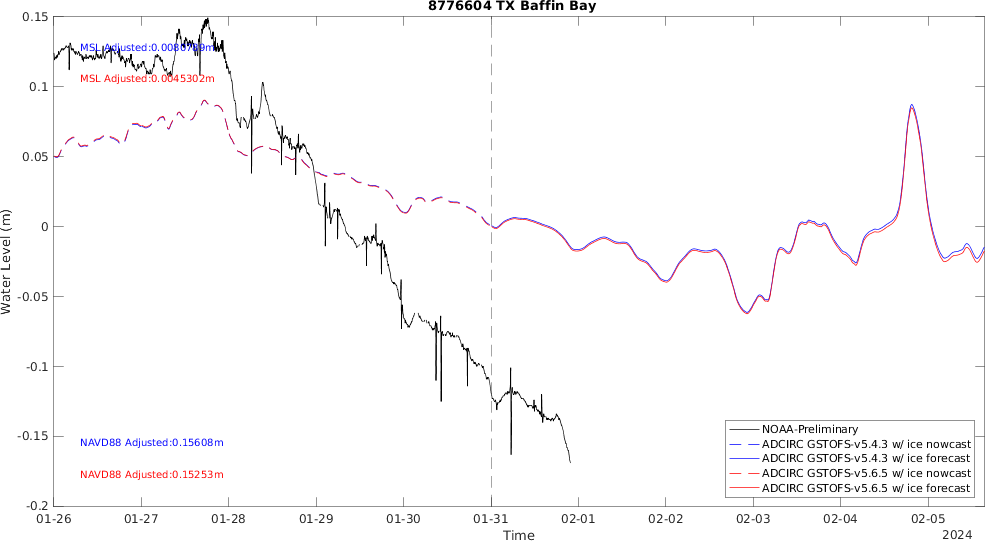 8776604 TX Baffin Bay
0.15
0.1
0.05
0
-0.05
-0.1
-0.15
-0.2
Water Level (m)
MSL Adjusted:0.0045302m
NAVD88 Adjusted:0.15608m
NAVD88 Adjusted:0.15253m
NOAA-Preliminary
ADCIRC GSTOFS-v5.4.3 w/ ice nowcast
ADCIRC GSTOFS-v5.4.3 w/ ice forecast
ADCIRC GSTOFS-v5.6.5 w/ ice nowcast
ADCIRC GSTOFS-v5.6.5 w/ ice forecast
01-26 01-27 01-28 01-29 01-30 01-31 02-01 02-02 02-03 02-04 02-05
Time
2024